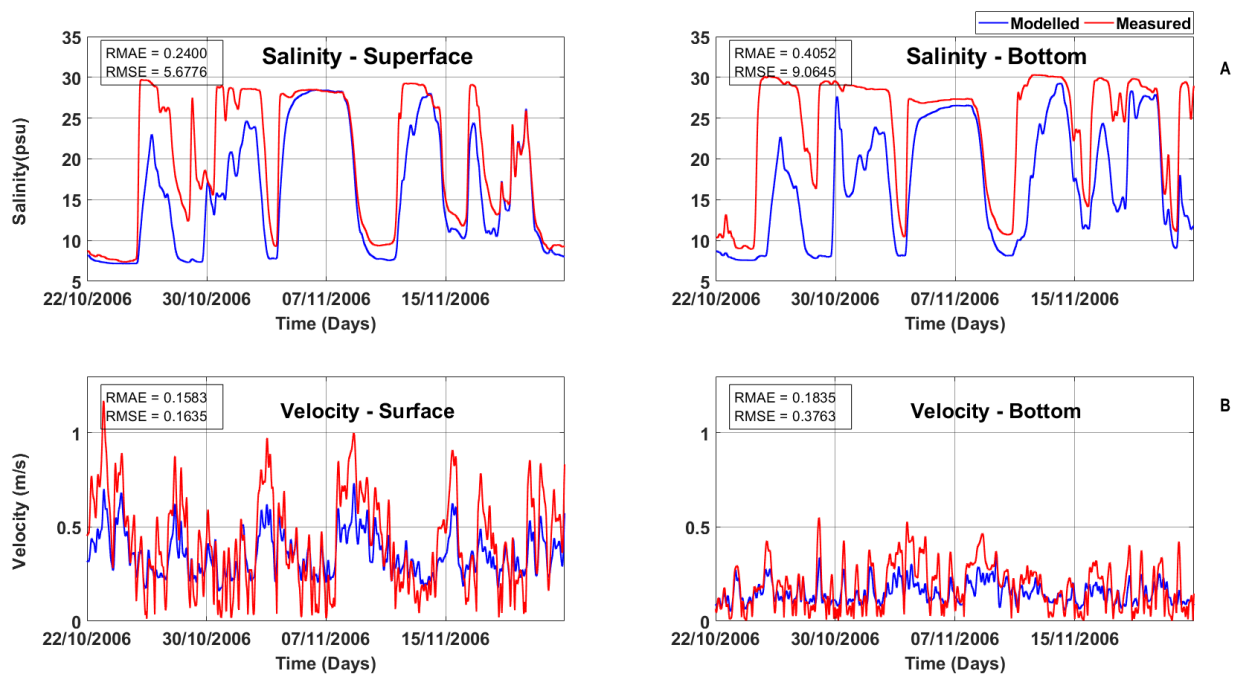 Modelled Measured
35
30
25
20
15
10
5
Salinity(psu)
RMAE = 0.2400
RMSE = 5.6776
Salinity - Superface
22/10/2006 30/10/2006 07/11/2006 15/11/2006
Time (Days)
35
30
25
20
15
10
5
RMAE = 0.4052
RMSE = 9.0645
Salinity - Bottom
22/10/2006 30/10/2006 07/11/2006 15/11/2006
Time (Days)
A
1
0.5
0
Velocity (m/s)
RMAE = 0.1583
RMSE = 0.1635
Velocity - Surface
22/10/2006 30/10/2006 07/11/2006 15/11/2006
Time (Days)
1
0.5
0
RMAE = 0.1835
RMSE = 0.3763
Velocity - Bottom
22/10/2006 30/10/2006 07/11/2006 15/11/2006
Time (Days)
B